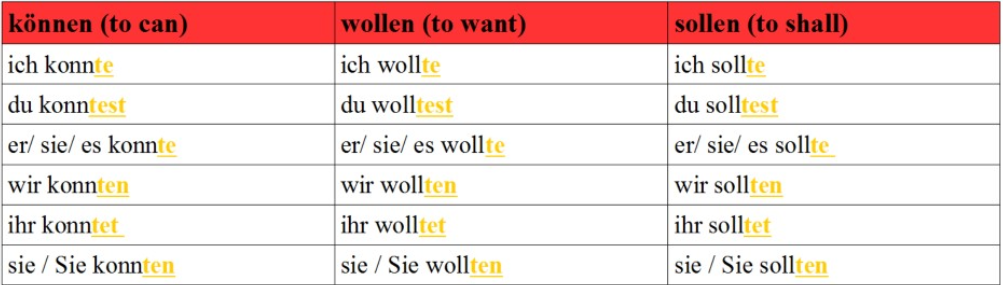 können (to can) wollen (to want) sollen (to shall)
ich konnte ich wollte ich sollte
du konntest du wolltest du solltest
er/ sie/ es konnte er/ sie/ es wollte er/ sie/ es sollte
wir konnten wir wollten wir sollten
ihr konntet ihr wolltet ihr solltet
sie / Sie konnten sie / Sie wollten sie / Sie sollten